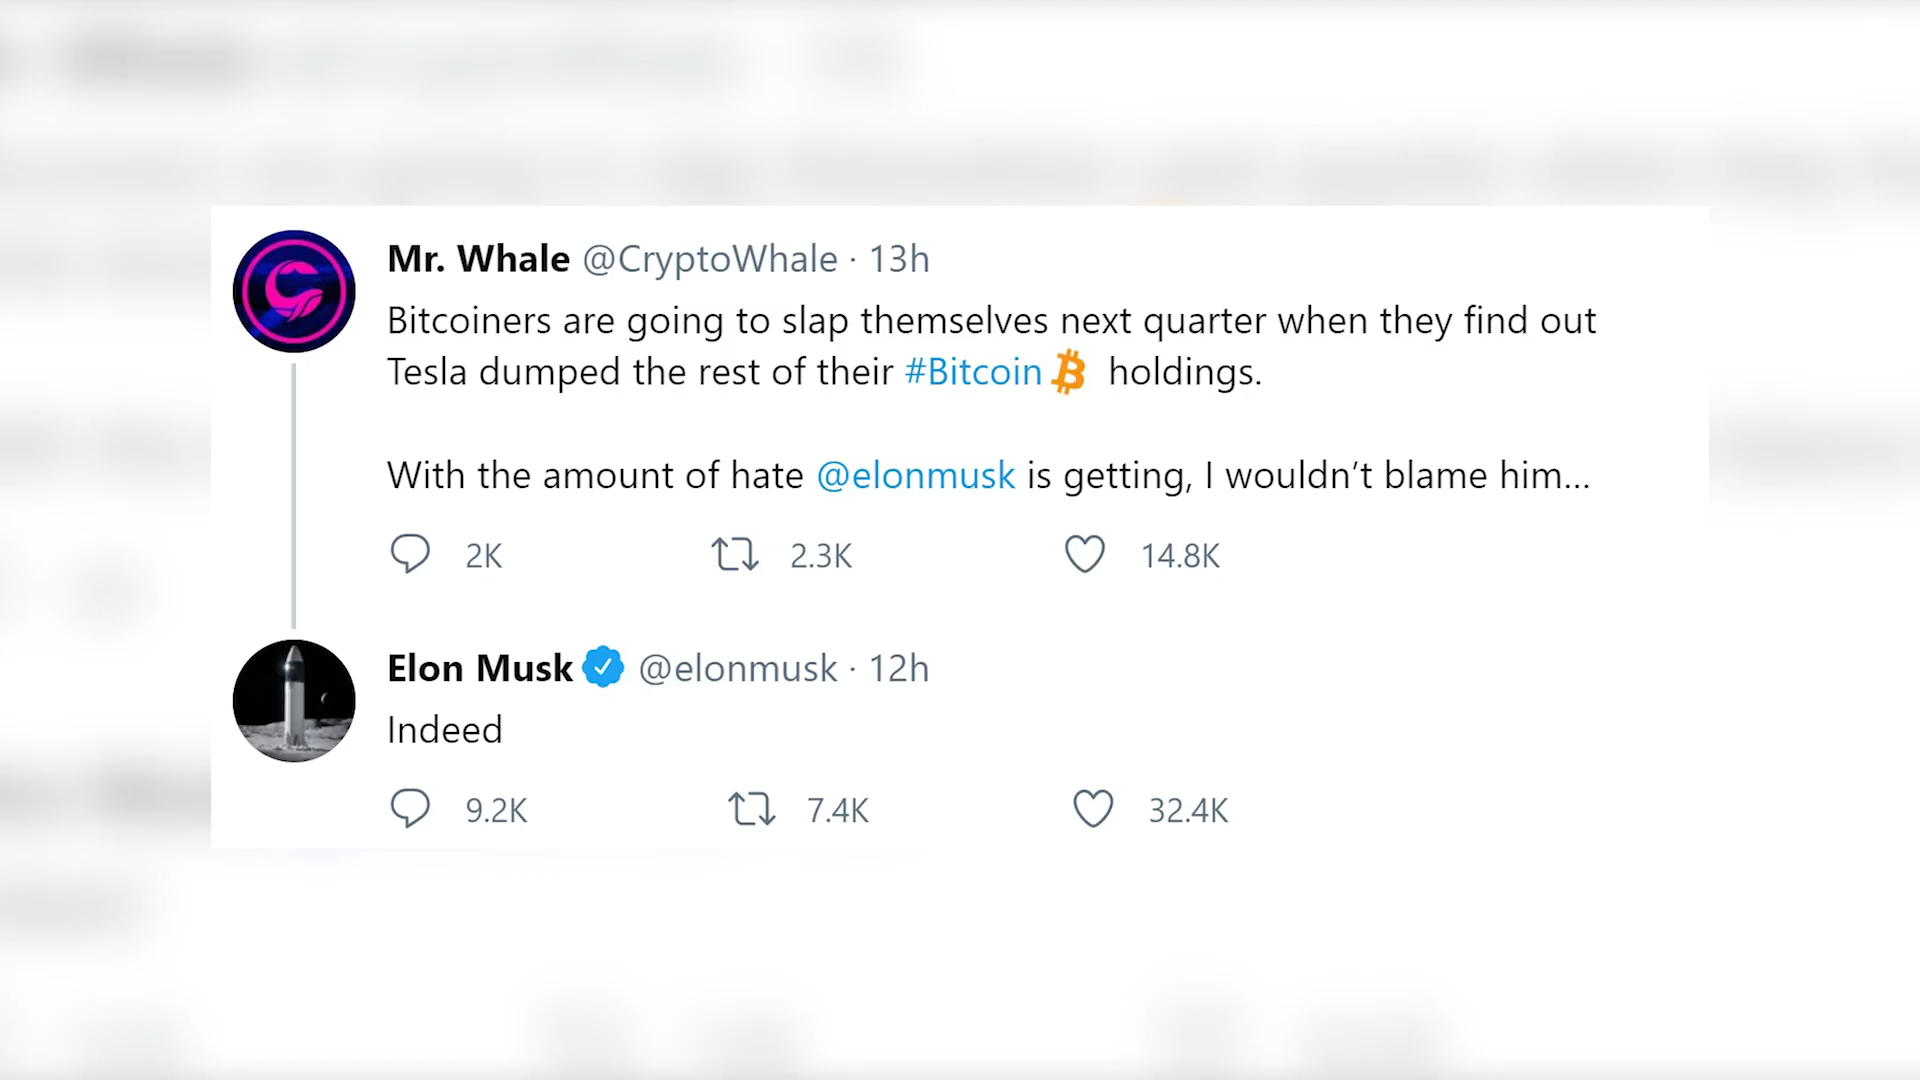 Mr. Whale @CryptoWhale · 13h
Bitcoiners are going to slap themselves next quarter when they find out
Tesla dumped the rest of their #Bitcoin holdings.
With the amount of hate @elonmusk is getting, I wouldn’t blame him...
2K 2.3K 14.8K
Elon Musk @elonmusk · 12h
Indeed
9.2K 7.4K 32.4K